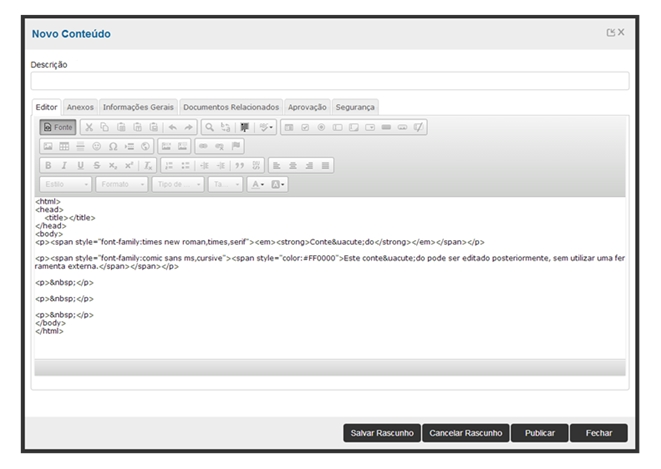 Novo Conteúdo
Descrição
Editor Anexos Informações Gerais Documentos Relacionados Aprovação Segurança
Fonte
B I U S x₂ x² Tx
Estilo Formato Tipo de ... Ta... A A
<html>
<head>
<title></title>
</head>
<body>
<p><span style="font-family:times new roman,times,serif"><em><strong>Conte&uacute;do</strong></em></span></p>
<p><span style="font-family:comic sans ms,cursive"><span style="color:#FF0000">Este conte&uacute;do pode ser editado posteriormente, sem utilizar uma fer
ramenta externa.</span></span></p>
<p>&nbsp;</p>
<p>&nbsp;</p>
<p>&nbsp;</p>
</body>
</html>
Salvar Rascunho Cancelar Rascunho Publicar Fechar